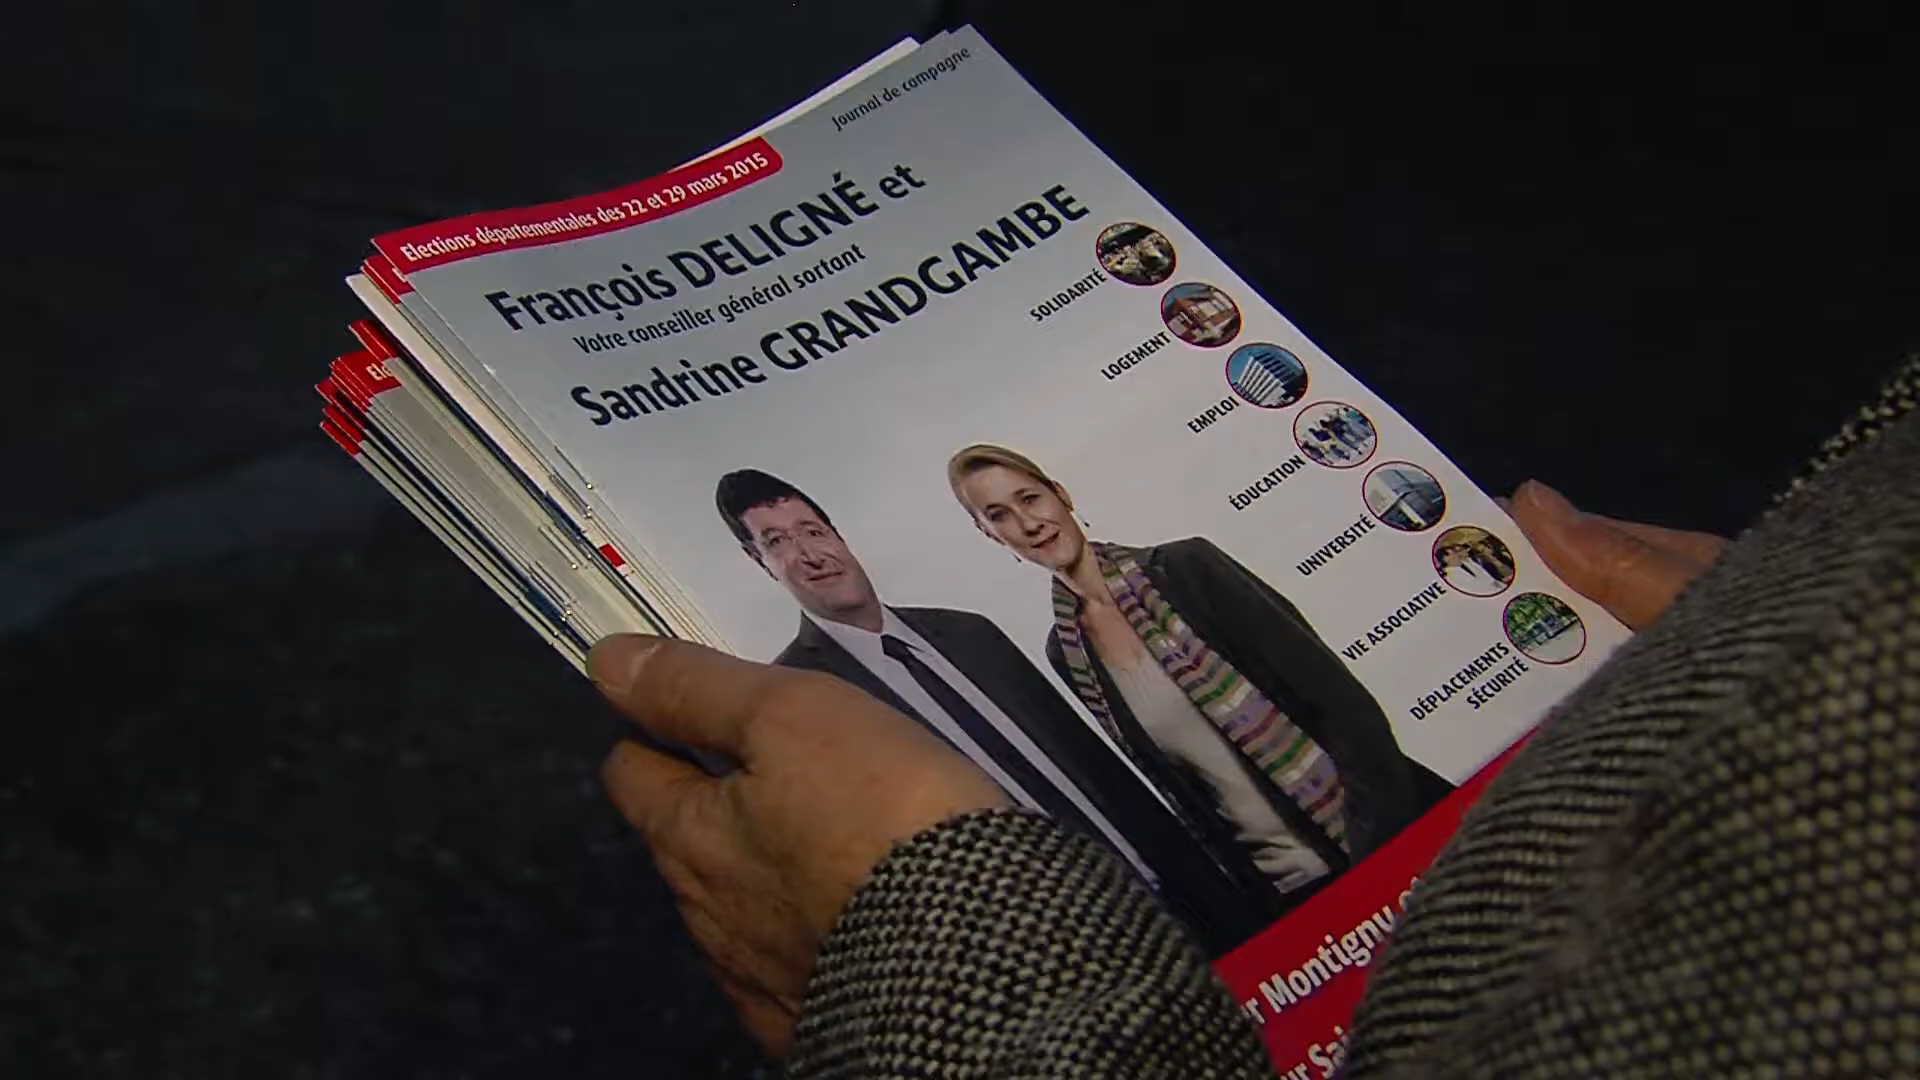 Journal de campagne
Elections départementales des 22 et 29 mars 2015
François DELIGNÉ et
Votre conseiller général sortant
Sandrine GRANDGAMBE
SOLIDARITÉ
LOGEMENT
EMPLOI
ÉDUCATION
UNIVERSITÉ
VIE ASSOCIATIVE
DÉPLACEMENTS
SÉCURITÉ
Montigny